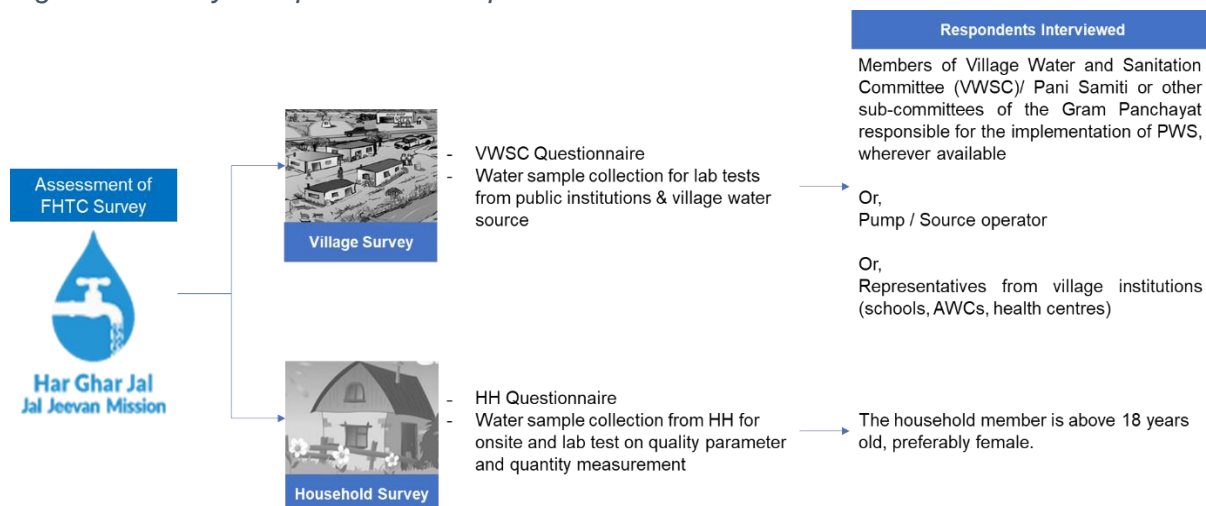 Respondents Interviewed
Members of Village Water and Sanitation
Committee (VWSC)/ Pani Samiti or other
sub-committees of the Gram Panchayat
responsible for the implementation of PWS,
wherever available
Or,
Pump / Source operator
Or,
Representatives from village institutions
(schools, AWCs, health centres)
- VWSC Questionnaire
- Water sample collection for lab tests
from public institutions & village water
source
Village Survey
Assessment of
FHTC Survey
Har Ghar Jal
Jal Jeevan Mission
- HH Questionnaire
- Water sample collection from HH for
onsite and lab test on quality parameter
and quantity measurement
Household Survey
The household member is above 18 years
old, preferably female.